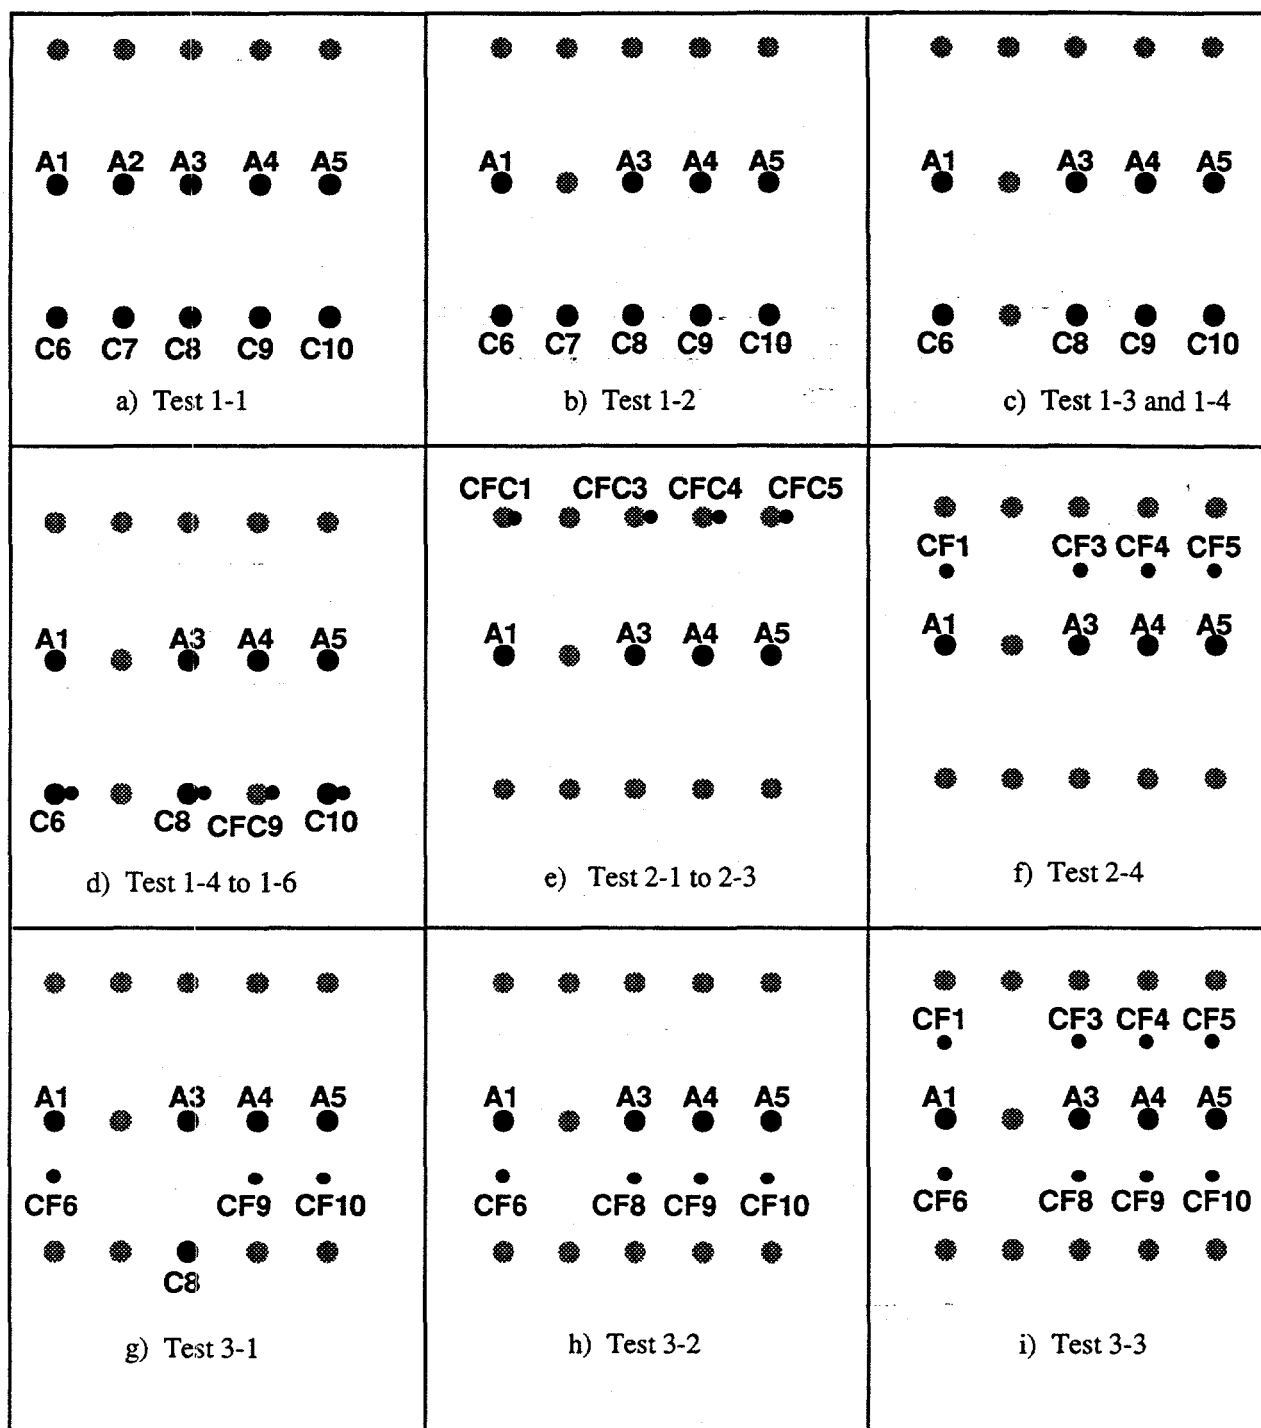 A1 A2 A3 A4 A5
C6 C7 C8 C9 C10
a) Test 1-1
A1 A3 A4 A5
C6 C7 C8 C9 C10
b) Test 1-2
A1 A3 A4 A5
C6 C8 C9 C10
c) Test 1-3 and 1-4
A1 A3 A4 A5
C6 C8 CFC9 C10
d) Test 1-4 to 1-6
CFC1 CFC3 CFC4 CFC5
A1 A3 A4 A5
e) Test 2-1 to 2-3
CF1 CF3 CF4 CF5
A1 A3 A4 A5
f) Test 2-4
A1 A3 A4 A5
CF6 CF9 CF10
C8
g) Test 3-1
A1 A3 A4 A5
CF6 CF8 CF9 CF10
h) Test 3-2
CF1 CF3 CF4 CF5
A1 A3 A4 A5
CF6 CF8 CF9 CF10
i) Test 3-3